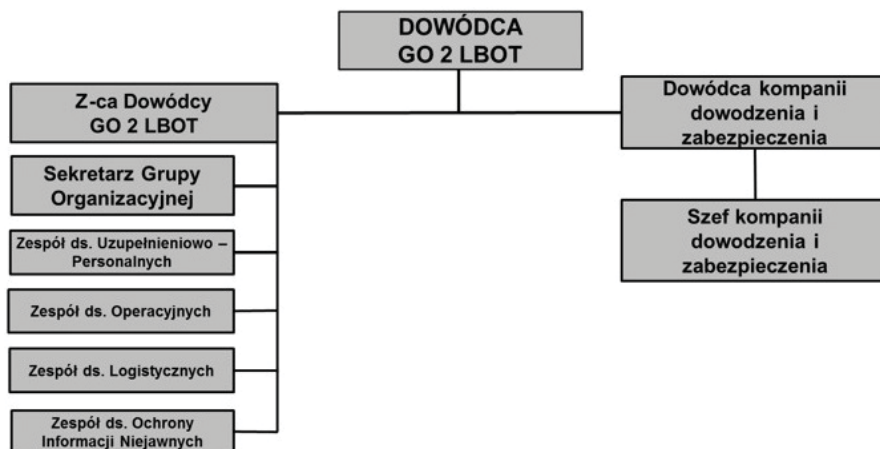 DOWÓDCA
GO 2 LBOT
Z-ca Dowódcy
GO 2 LBOT
Sekretarz Grupy
Organizacyjnej
Zespół ds. Uzupełnieniowo –
Personalnych
Zespół ds. Operacyjnych
Zespół ds. Logistycznych
Zespół ds. Ochrony
Informacji Niejawnych
Dowódca kompanii
dowodzenia i
zabezpieczenia
Szef kompanii
dowodzenia i
zabezpieczenia